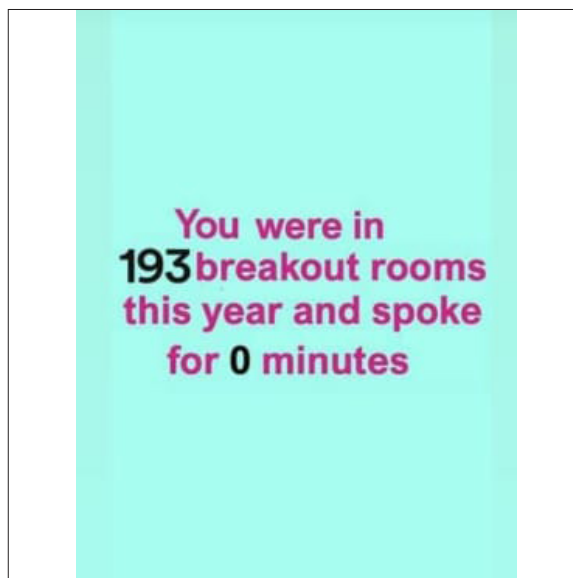 You were in
193 breakout rooms
this year and spoke
for 0 minutes